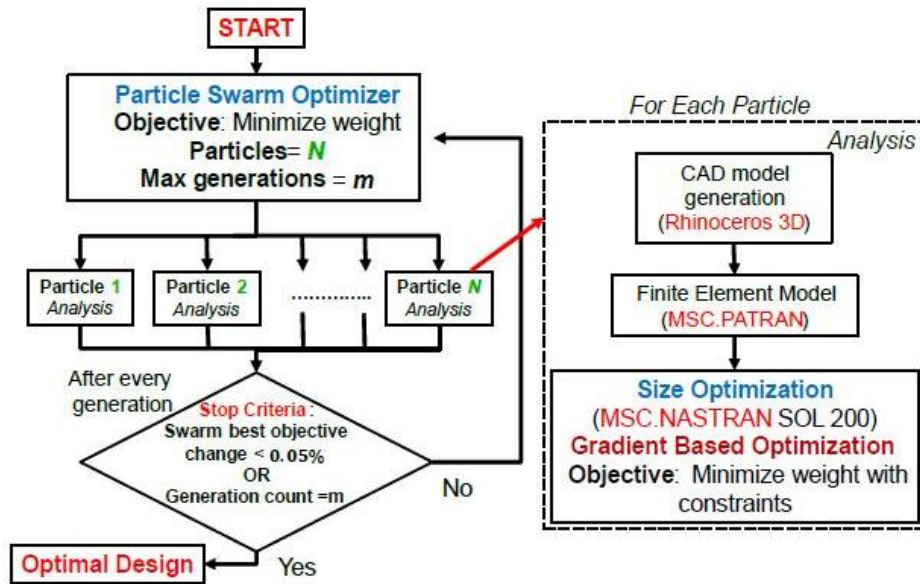 START
Particle Swarm Optimizer
Objective: Minimize weight
Particles= N
Max generations = m
Particle 1
Analysis
Particle 2
Analysis
..............
Particle N
Analysis
After every
generation
Stop Criteria :
Swarm best objective
change < 0.05%
OR
Generation count =m
No
Yes
Optimal Design
For Each Particle
Analysis
CAD model
generation
(Rhinoceros 3D)
Finite Element Model
(MSC.PATRAN)
Size Optimization
(MSC.NASTRAN SOL 200)
Gradient Based Optimization
Objective: Minimize weight with
constraints